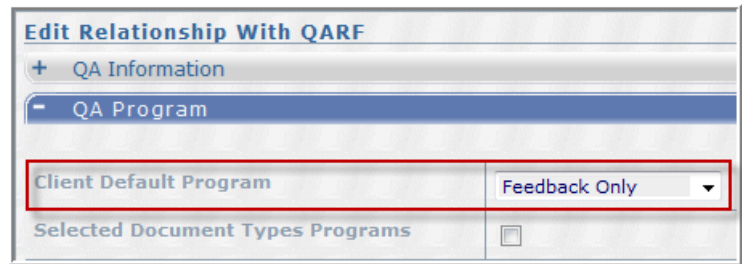 Edit Relationship With QARF
+ QA Information
- QA Program
Client Default Program Feedback Only
Selected Document Types Programs